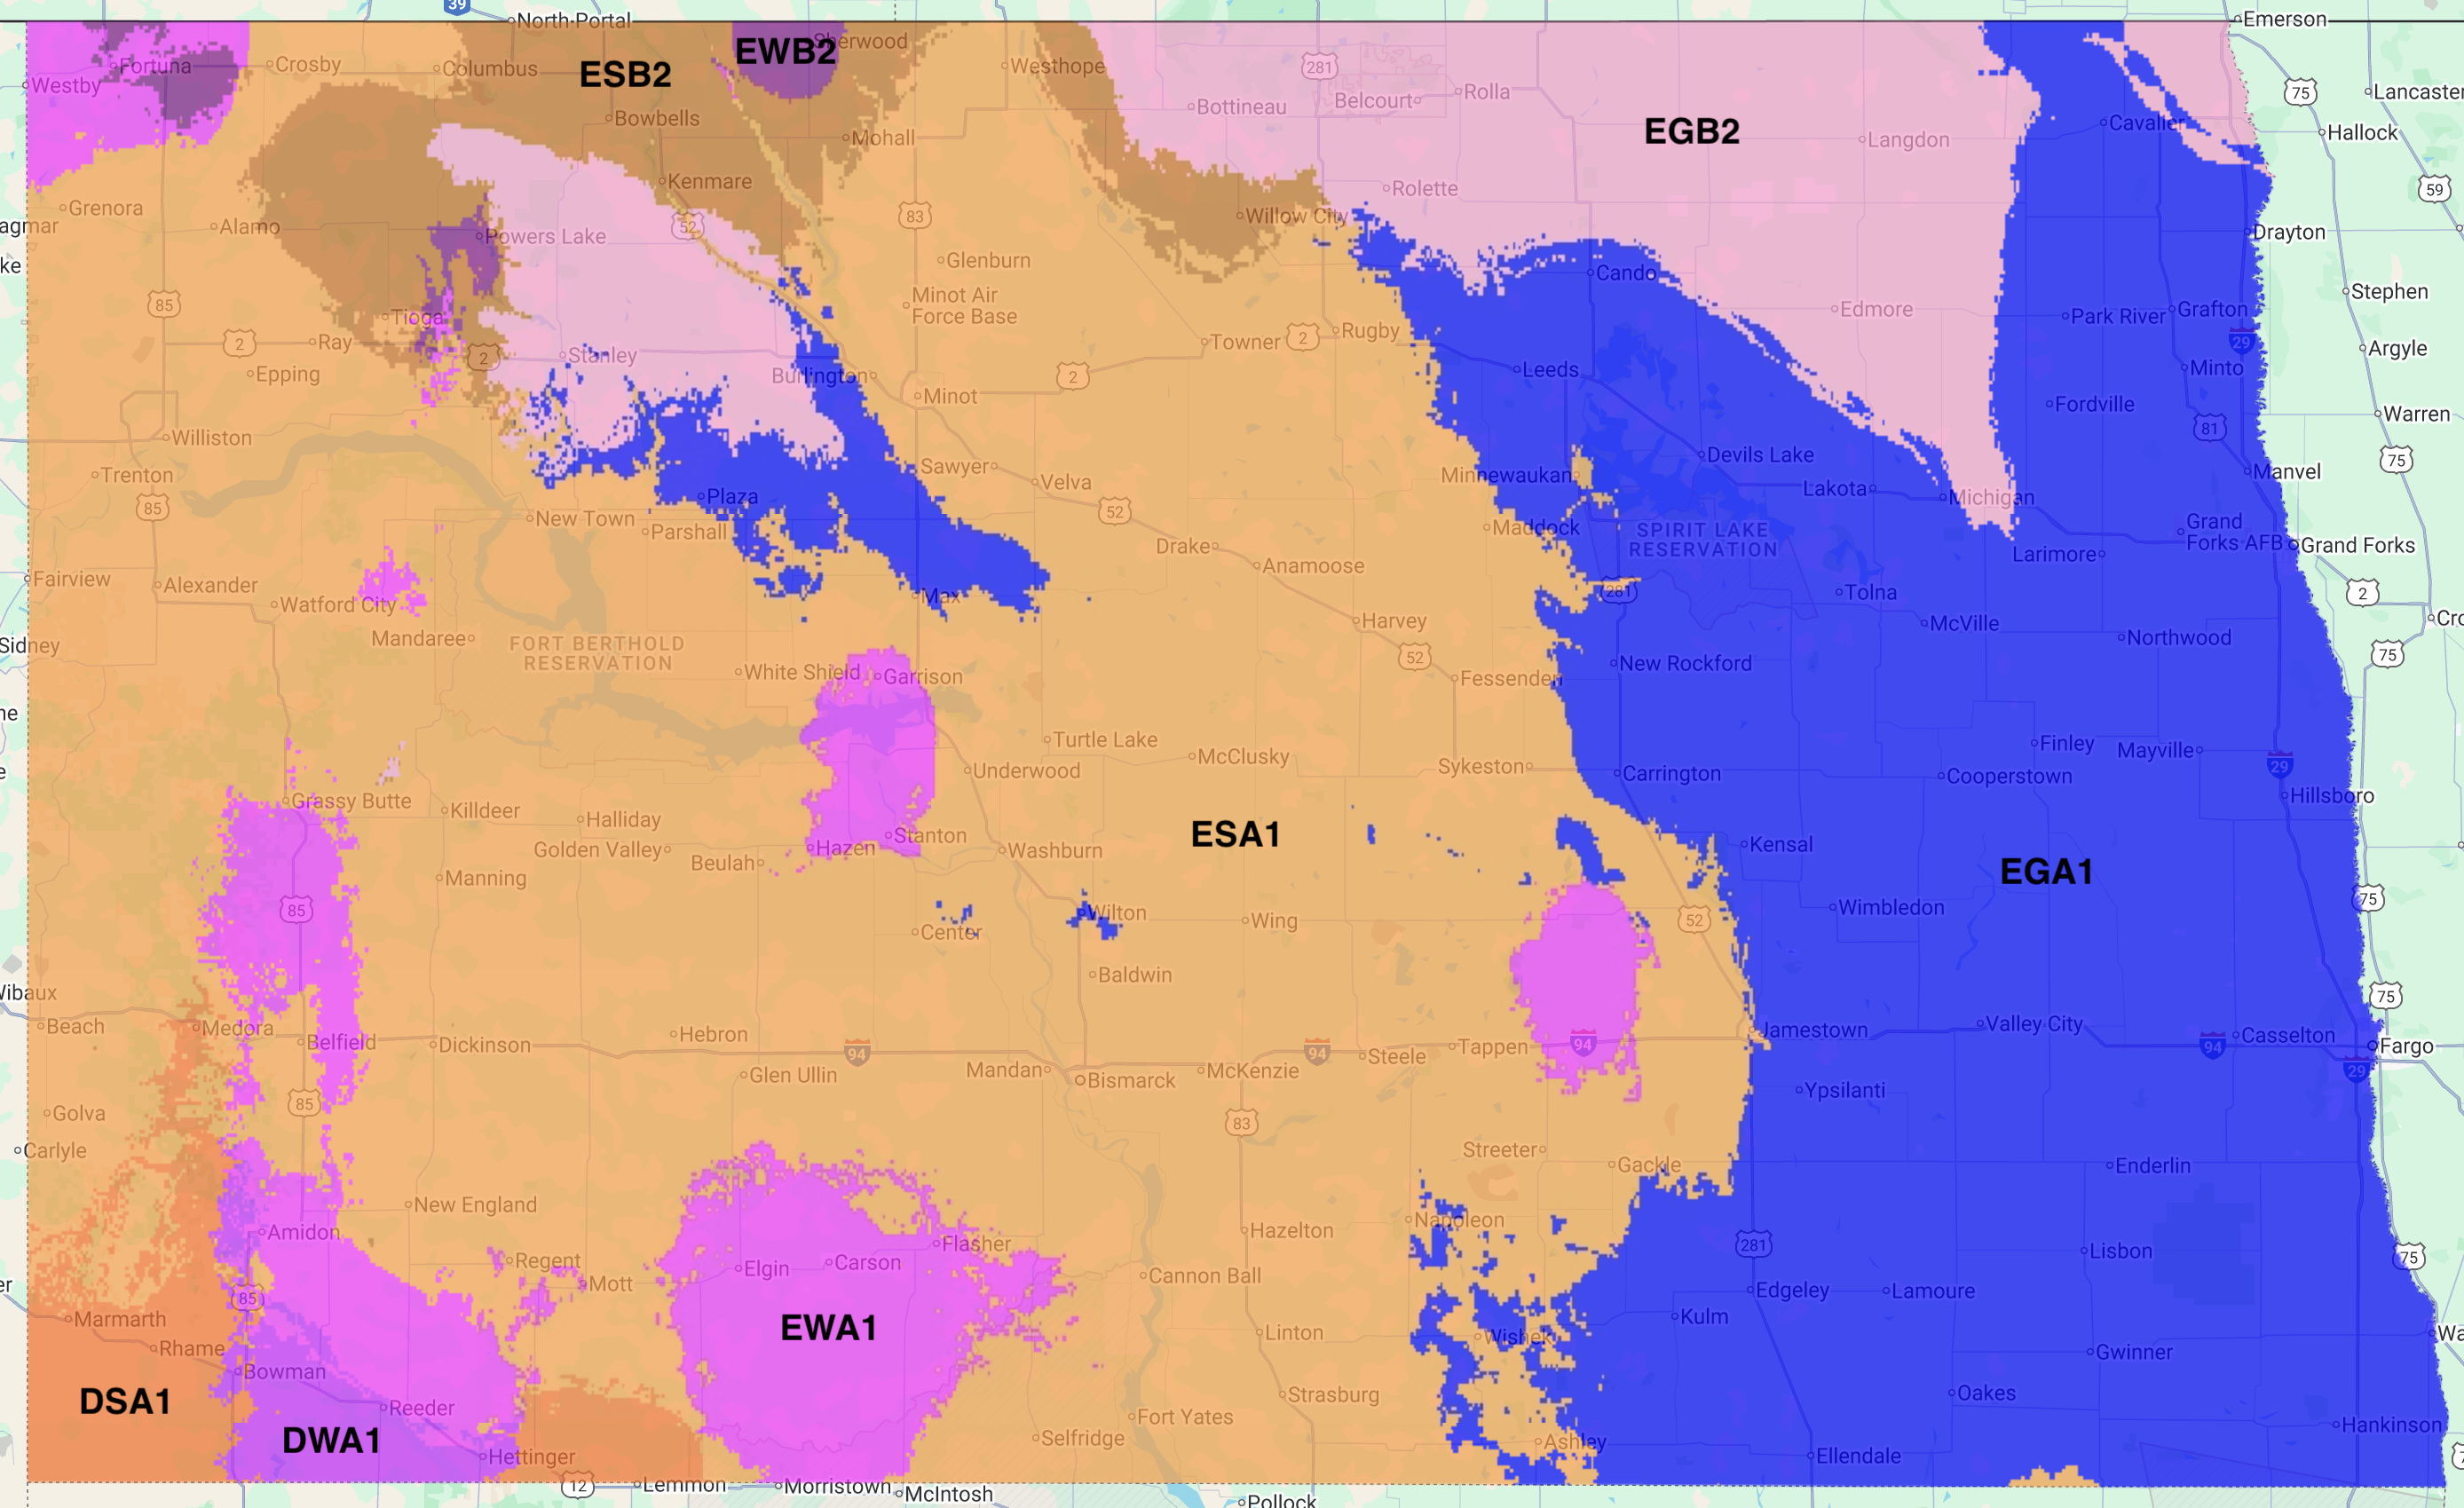 39
North Portal
Emerson
Fortuna
Westby
Crosby
Columbus
ESB2
EWB2
Sherwood
Westhope
281
Belcourt
Rolla
Bottineau
EGB2
Langdon
Cavalier
75
Lancaster
Hallock
Bowbells
Mohall
Kenmare
Grenora
Alamo
Powers Lake
52
83
Willow City
Rolette
59
Drayton
agmar
ke
Glenburn
Minot Air
Force Base
Cando
Edmore
Stephen
85
Tioga
2
Ray
2
Epping
Stanley
Burlington
Minot
2
Towner
2
Rugby
Leeds
Park River
Grafton
29
Minto
Argyle
Fordville
81
Warren
Williston
Trenton
85
Plaza
Sawyer
Velva
52
Minnewaukan
Devils Lake
Lakota
Michigan
Manvel
75
New Town
Parshall
Drake
Anamoose
Maddock
SPIRIT LAKE
RESERVATION
Larimore
Grand
Forks AFB
Grand Forks
Fairview
Alexander
Watford City
Mandaree
Max
Harvey
281
Tolna
McVille
Northwood
2
Cro
Sidney
FORT BERTHOLD
RESERVATION
White Shield
Garrison
52
Fessenden
New Rockford
75
ne
Turtle Lake
McClusky
Underwood
Sykeston
Carrington
Finley
Mayville
Cooperstown
29
Hillsboro
e
Grassy Butte
Killdeer
Halliday
Golden Valley
Beulah
Hazen
Stanton
Washburn
ESA1
Kensal
EGA1
Manning
85
Center
Wilton
Wing
52
Wimbledon
75
Baldwin
Wibaux
75
Beach
Medora
Belfield
Dickinson
Hebron
94
Glen Ullin
Mandan
Bismarck
McKenzie
94
Steele
Tappen
94
Jamestown
Valley City
94
Casselton
Fargo
29
Ypsilanti
85
Golva
Carlyle
83
Streeter
Gackle
Enderlin
New England
Amidon
Napoleon
Hazelton
281
Lisbon
75
Regent
Mott
Elgin
Carson
Flasher
Cannon Ball
er
85
Edgeley
Lamoure
Marmarth
Rhame
EWA1
Linton
Wishek
Kulm
Wa
Gwinner
DSA1
Bowman
Reeder
DWA1
Hettinger
Strasburg
Fort Yates
Selfridge
Ashley
Oakes
Hankinson
Ellendale
12
Lemmon
Morristown
McIntosh
Pollock